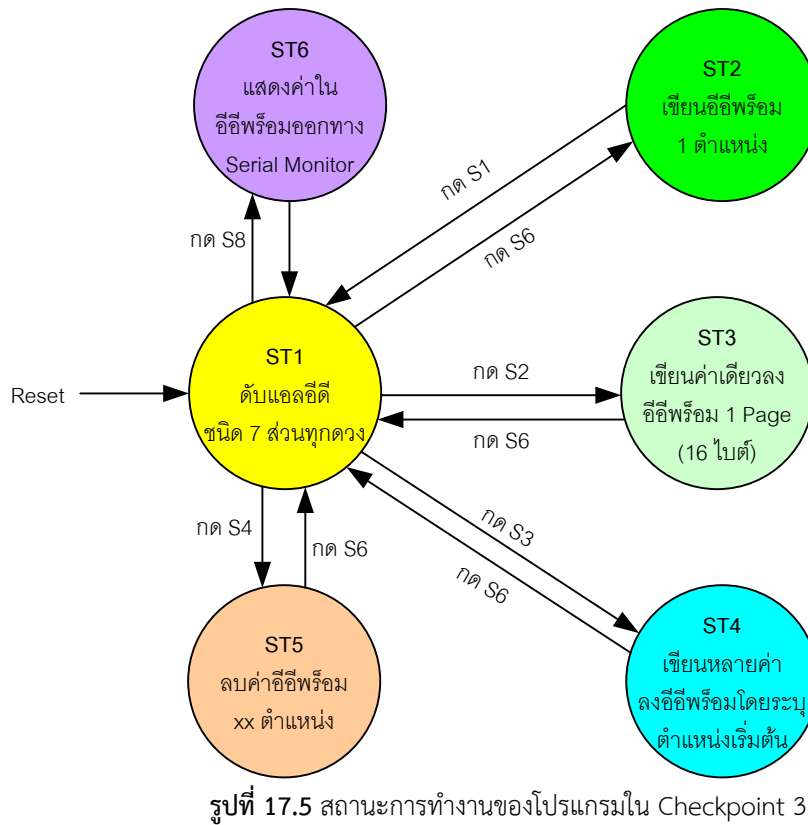 ST6
แสดงค่าใน
อีอีพร็อมออกทาง
Serial Monitor
ST2
เขียนอีอีพร็อม
1 ตำแหน่ง
กด S1
กด S6
กด S8
ST1
ดับแอลอีดี
ชนิด 7 ส่วนทุกดวง
Reset
กด S2
กด S6
ST3
เขียนค่าเดียวลง
อีอีพร็อม 1 Page
(16 ไบต์)
กด S4
กด S6
กด S3
กด S6
ST5
ลบค่าอีอีพร็อม
xx ตำแหน่ง
ST4
เขียนหลายค่า
ลงอีอีพร็อมโดยระบุ
ตำแหน่งเริ่มต้น
รูปที่ 17.5 สถานะการทำงานของโปรแกรมใน Checkpoint 3